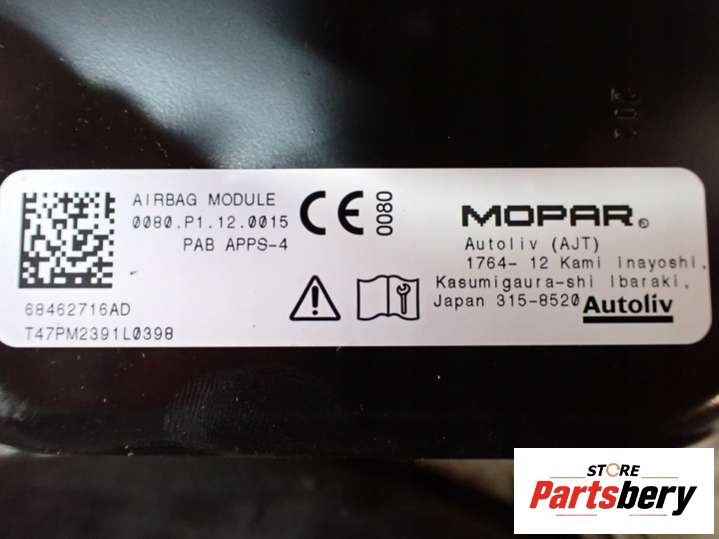 AIRBAG MODULE
0080.P1.12.0015
PAB APPS-4
CE
0080
68462716AD
T47PM2391L0398
MOPAR®
Autoliv (AJT)
1764- 12 Kami Inayoshi,
Kasumigaura-shi Ibaraki,
Japan 315-8520
Autoliv
STORE
Partsbery